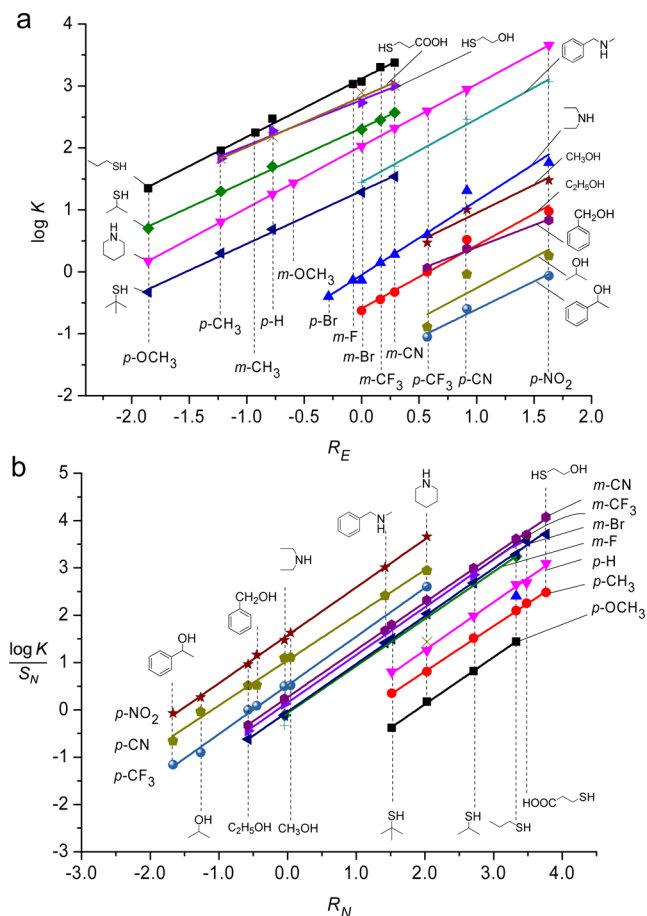 a
HS COOH
HS OH
N
H
4
3
2
1
0
-1
-2
log K
SH
SH
H
N
SH
NH
CH3OH
C2H5OH
CH2OH
OH
OH
m-OCH3
p-OCH3
p-CH3
m-CH3
p-H
p-Br
m-F
m-Br
m-CF3
m-CN
p-CF3
p-CN
p-NO2
-2.0 -1.5 -1.0 -0.5 0.0 0.5 1.0 1.5 2.0
RE
b
5
4
3
2
1
0
-1
-2
-3
log K
SN
OH
CH2OH
NH
N
H
H
N
HS OH
m-CN
m-CF3
m-Br
m-F
p-H
p-CH3
p-OCH3
p-NO2
p-CN
p-CF3
OH
C2H5OH
CH3OH
SH
SH
SH
HOOC SH
-3.0 -2.0 -1.0 0.0 1.0 2.0 3.0 4.0
RN